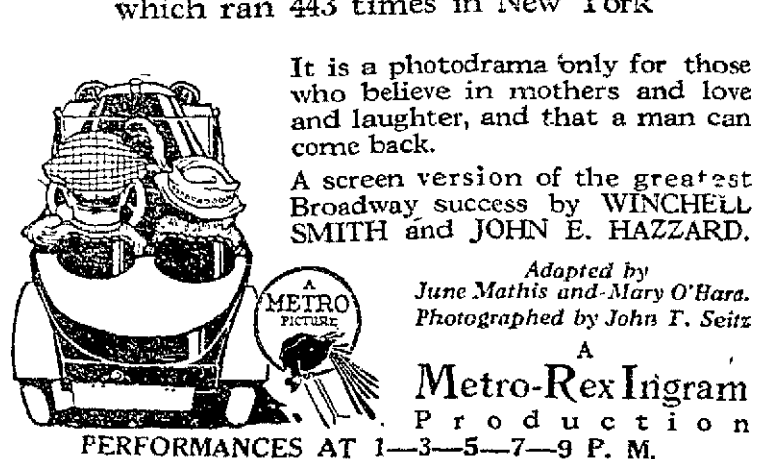 which ran 443 times in New York
It is a photodrama only for those
who believe in mothers and love
and laughter, and that a man can
come back.
A screen version of the greatest
Broadway success by WINCHELL
SMITH and JOHN E. HAZZARD.
Adapted by
June Mathis and Mary O'Hara.
Photographed by John T. Seitz
A
METRO
PICTURE
A
Metro-Rex Ingram
Production
PERFORMANCES AT 1—3—5—7—9 P. M.